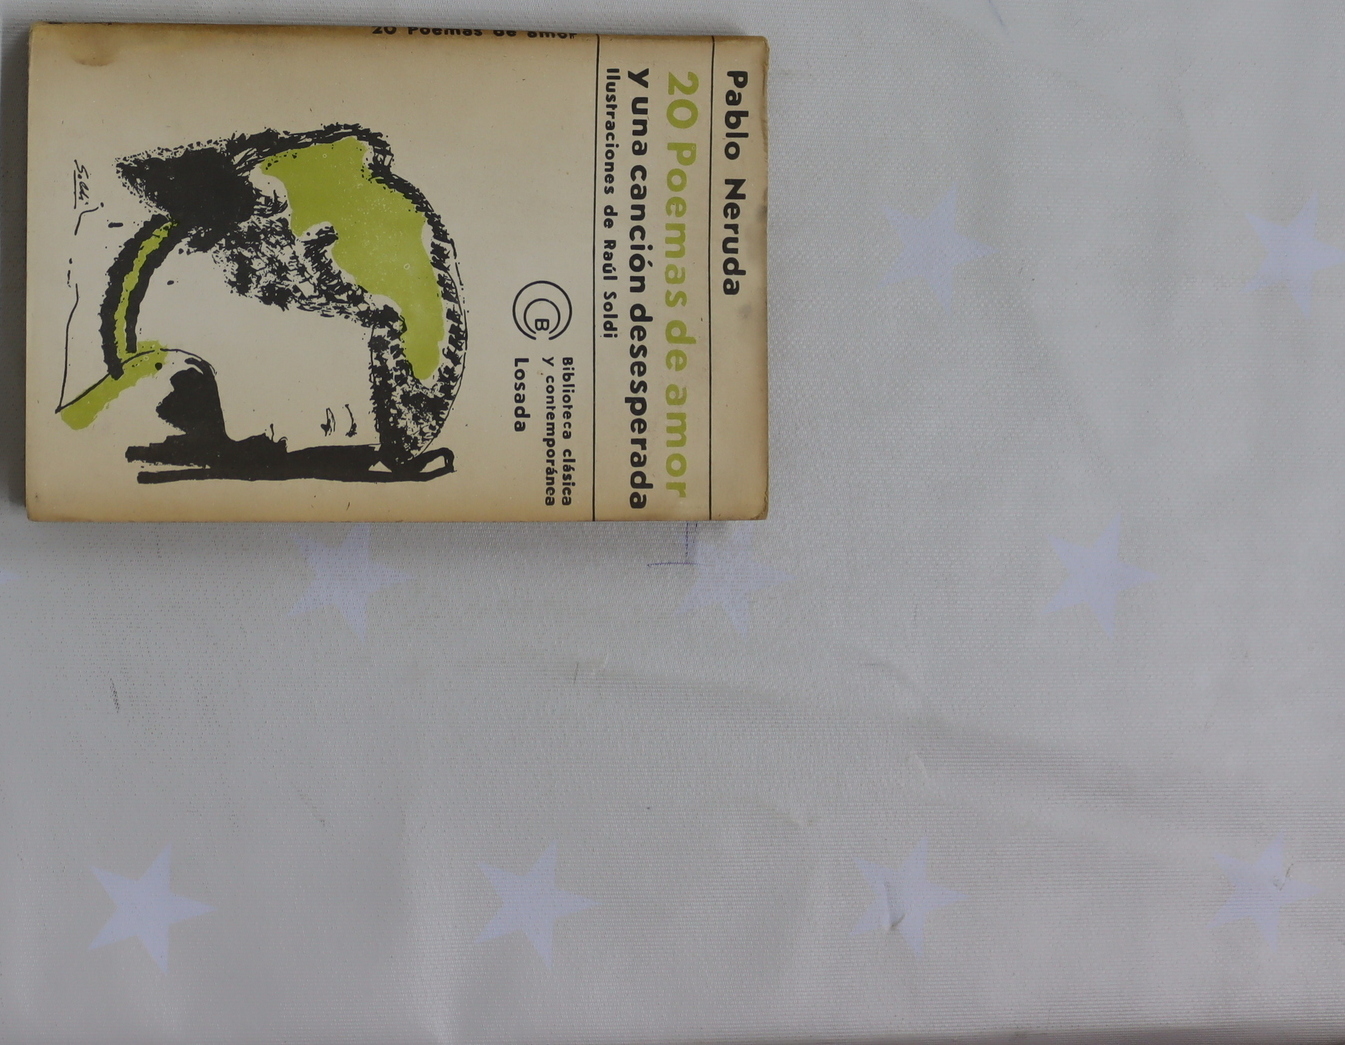 Pablo Neruda
20 Poemas de amor
y una canción desesperada
Ilustraciones de Raúl Soldi
B
Biblioteca clásica
y contemporánea
Losada
Soldi
20 Poemas de amor